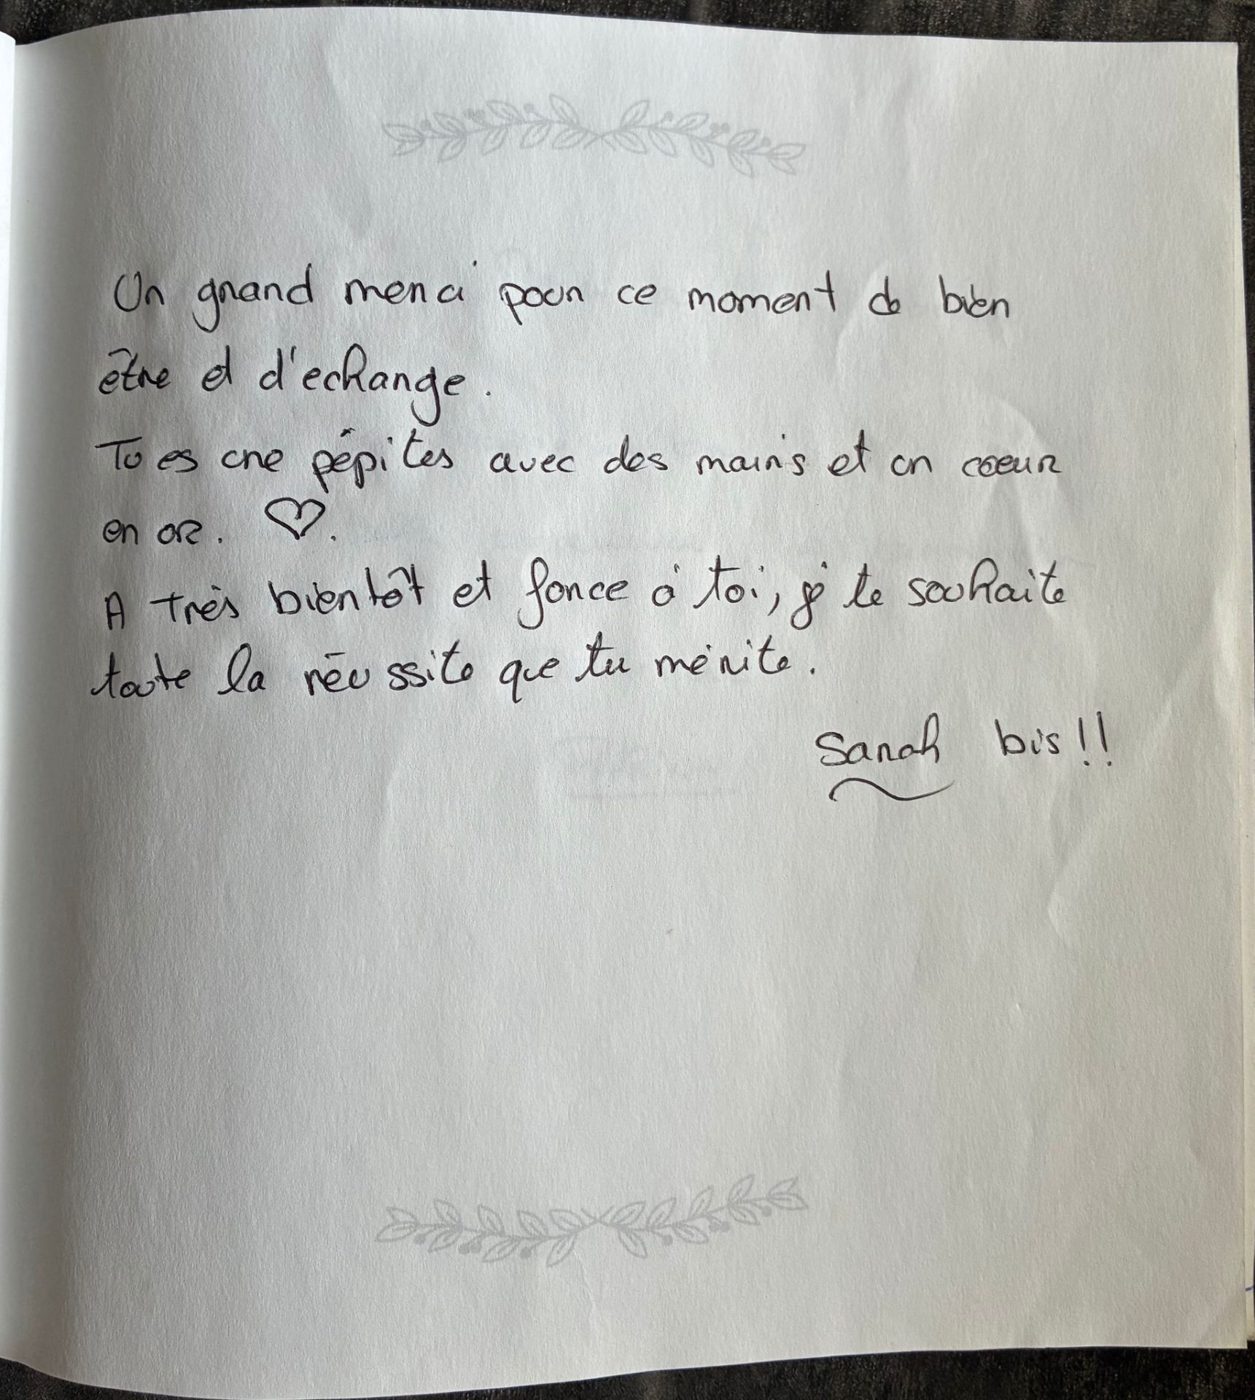 Un grand merci pour ce moment de bien
être et d'echange.
Tu es une pépites avec des mains et un coeur
en or. ♡.
A très bientôt et fonce à toi, j' te souhaite
toute la réussite que tu mérite.
Sarah bis!!